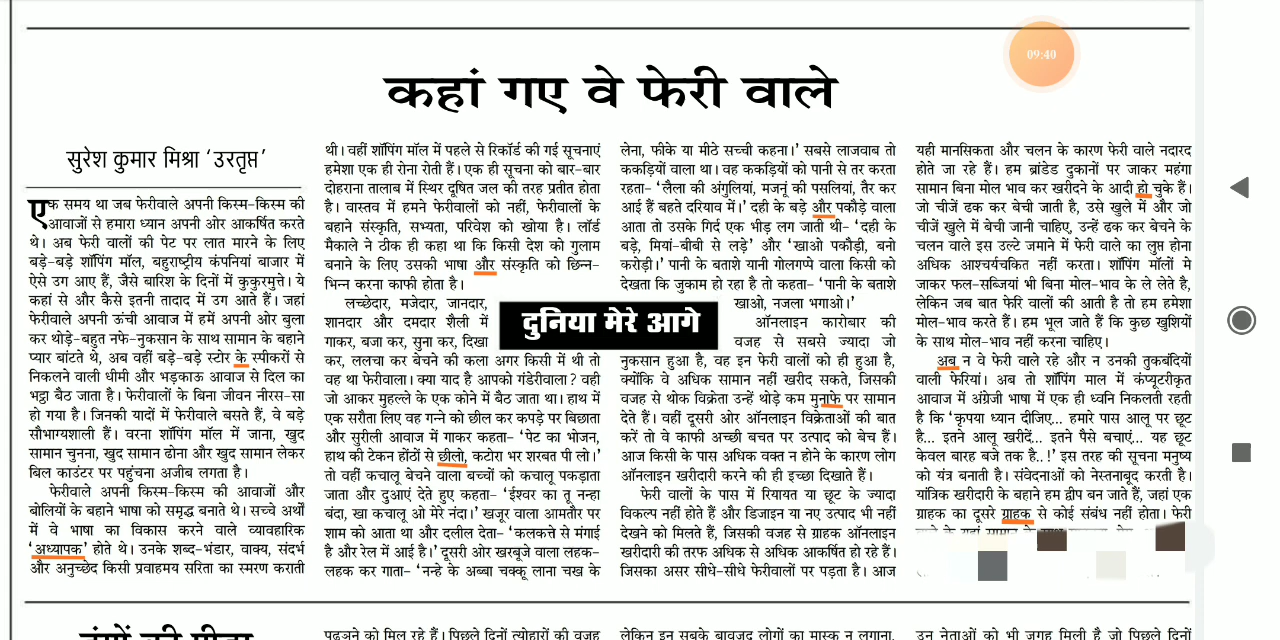 09:40
कहां गए वे फेरी वाले
सुरेश कुमार मिश्रा ‘उरतृप्त’
एक समय था जब फेरीवाले अपनी किस्म-किस्म की
आवाजों से हमारा ध्यान अपनी ओर आकर्षित करते
थे। अब फेरी वालों की पेट पर लात मारने के लिए
बड़े-बड़े शॉपिंग मॉल, बहुराष्ट्रीय कंपनियां बाजार में
ऐसे उग आए हैं, जैसे बारिश के दिनों में कुकुरमुत्ते। ये
कहां से और कैसे इतनी तादाद में उग आते हैं। जहां
फेरीवाले अपनी ऊंची आवाज में हमें अपनी ओर बुला
कर थोड़े-बहुत नफे-नुकसान के साथ सामान के बहाने
प्यार बांटते थे, अब वहीं बड़े-बड़े स्टोर के स्पीकरों से
निकलने वाली धीमी और भड़काऊ आवाज से दिल का
भट्ठा बैठ जाता है। फेरीवालों के बिना जीवन नीरस-सा
हो गया है। जिनकी यादों में फेरीवाले बसते हैं, वे बड़े
सौभाग्यशाली हैं। वरना शॉपिंग मॉल में जाना, खुद
सामान चुनना, खुद सामान ढोना और खुद सामान लेकर
बिल काउंटर पर पहुंचना अजीब लगता है।
फेरीवाले अपनी किस्म-किस्म की आवाजों और
बोलियों के बहाने भाषा को समृद्ध बनाते थे। सच्चे अर्थों
में वे भाषा का विकास करने वाले व्यावहारिक
‘अध्यापक’ होते थे। उनके शब्द-भंडार, वाक्य, संदर्भ
और अनुच्छेद किसी प्रवाहमय सरिता का स्मरण कराती
थी। वहीं शॉपिंग मॉल में पहले से रिकॉर्ड की गई सूचनाएं
हमेशा एक ही रोना रोती हैं। एक ही सूचना को बार-बार
दोहराना तालाब में स्थिर दूषित जल की तरह प्रतीत होता
है। वास्तव में हमने फेरीवालों को नहीं, फेरीवालों के
बहाने संस्कृति, सभ्यता, परिवेश को खोया है। लॉर्ड
मैकाले ने ठीक ही कहा था कि किसी देश को गुलाम
बनाने के लिए उसकी भाषा और संस्कृति को छिन्न-
भिन्न करना काफी होता है।
लच्छेदार, मजेदार, जानदार,
शानदार और दमदार शैली में
गाकर, बजा कर, सुना कर, दिखा
कर, ललचा कर बेचने की कला अगर किसी में थी तो
वह था फेरीवाला। क्या याद है आपको गंडेरीवाला? वही
जो आकर मुहल्ले के एक कोने में बैठ जाता था। हाथ में
एक सरौता लिए वह गन्ने को छील कर कपड़े पर बिछाता
और सुरीली आवाज में गाकर कहता- ‘पेट का भोजन,
हाथ की टेकन होंठों से छीलो, कटोरा भर शरबत पी लो।’
तो वहीं कचालू बेचने वाला बच्चों को कचालू पकड़ाता
जाता और दुआएं देते हुए कहता- ‘ईश्वर का तू नन्हा
बंदा, खा कचालू ओ मेरे नंदा।’ खजूर वाला आमतौर पर
शाम को आता था और दलील देता- ‘कलकत्ते से मंगाई
है और रेल में आई है।’ दूसरी ओर खरबूजे वाला लहक-
लहक कर गाता- ‘नन्हे के अब्बा चक्कू लाना चख के
दुनिया मेरे आगे
लेना, फीके या मीठे सच्ची कहना।’ सबसे लाजवाब तो
ककड़ियों वाला था। वह ककड़ियों को पानी से तर करता
रहता- ‘लैला की अंगुलियां, मजनूं की पसलियां, तैर कर
आई हैं बहते दरियाव में।’ दही के बड़े और पकौड़े वाला
आता तो उसके गिर्द एक भीड़ लग जाती थी- ‘दही के
बड़े, मियां-बीबी से लड़े’ और ‘खाओ पकौड़ी, बनो
करोड़ी।’ पानी के बताशे यानी गोलगप्पे वाला किसी को
देखता कि जुकाम हो रहा है तो कहता- ‘पानी के बताशे
खाओ, नजला भगाओ।’
ऑनलाइन कारोबार की
वजह से सबसे ज्यादा जो
नुकसान हुआ है, वह इन फेरी वालों को ही हुआ है,
क्योंकि वे अधिक सामान नहीं खरीद सकते, जिसकी
वजह से थोक विक्रेता उन्हें थोड़े कम मुनाफे पर सामान
देते हैं। वहीं दूसरी ओर ऑनलाइन विक्रेताओं की बात
करें तो वे काफी अच्छी बचत पर उत्पाद को बेच हैं।
आज किसी के पास अधिक वक्त न होने के कारण लोग
ऑनलाइन खरीदारी करने की ही इच्छा दिखाते हैं।
फेरी वालों के पास में रियायत या छूट के ज्यादा
विकल्प नहीं होते हैं और डिजाइन या नए उत्पाद भी नहीं
देखने को मिलते हैं, जिसकी वजह से ग्राहक ऑनलाइन
खरीदारी की तरफ अधिक से अधिक आकर्षित हो रहे हैं।
जिसका असर सीधे-सीधे फेरीवालों पर पड़ता है। आज
यही मानसिकता और चलन के कारण फेरी वाले नदारद
होते जा रहे हैं। हम ब्रांडेड दुकानों पर जाकर महंगा
सामान बिना मोल भाव कर खरीदने के आदी हो चुके हैं।
जो चीजें ढक कर बेची जाती है, उसे खुले में और जो
चीजें खुले में बेची जानी चाहिए, उन्हें ढक कर बेचने के
चलन वाले इस उल्टे जमाने में फेरी वाले का लुप्त होना
अधिक आश्चर्यचकित नहीं करता। शॉपिंग मॉलों मे
जाकर फल-सब्जियां भी बिना मोल-भाव के ले लेते है,
लेकिन जब बात फेरि वालों की आती है तो हम हमेशा
मोल-भाव करते हैं। हम भूल जाते हैं कि कुछ खुशियों
के साथ मोल-भाव नहीं करना चाहिए।
अब न वे फेरी वाले रहे और न उनकी तुकबंदियों
वाली फेरियां। अब तो शॉपिंग माल में कंप्यूटरीकृत
आवाज में अंग्रेजी भाषा में एक ही ध्वनि निकलती रहती
है कि ‘कृपया ध्यान दीजिए... हमारे पास आलू पर छूट
है... इतने आलू खरीदें... इतने पैसे बचाएं... यह छूट
केवल बारह बजे तक है..!’ इस तरह की सूचना मनुष्य
को यंत्र बनाती है। संवेदनाओं को नेस्तनाबूद करती है।
यांत्रिक खरीदारी के बहाने हम द्वीप बन जाते हैं, जहां एक
ग्राहक का दूसरे ग्राहक से कोई संबंध नहीं होता। फेरी
पढ़ने को मिल रहे हैं। पिछले दिनों त्योहारों की वजह
लेकिन इन सबके बावजूद लोगों का मास्क न लगाना,
उन नेताओं को भी जगह मिली है जो पिछले दिनों